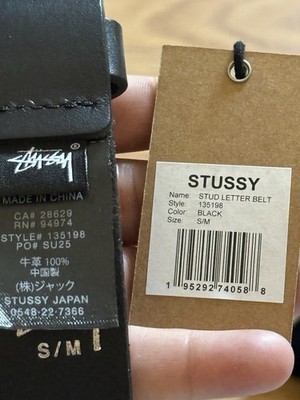 STÜSSY
MADE IN CHINA
CA# 28629
RN# 94974
STYLE# 135198
PO# SU25
牛革 100%
中国製
(株)ジャック
STUSSY JAPAN
0548-22-7366
S/M
STUSSY
Name: STUD LETTER BELT
Style: 135198
Color: BLACK
Size: S/M
1 95292 74058 8